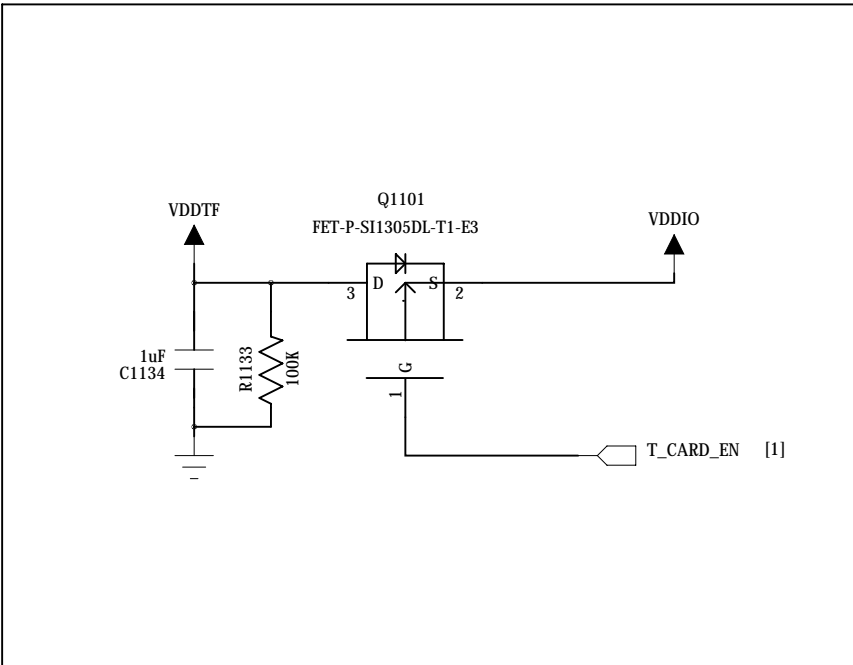 Q1101
FET-P-SI1305DL-T1-E3
VDDTF
VDDIO
D
S
3
2
1uF
C1134
R1133
100K
G
1
T_CARD_EN [1]